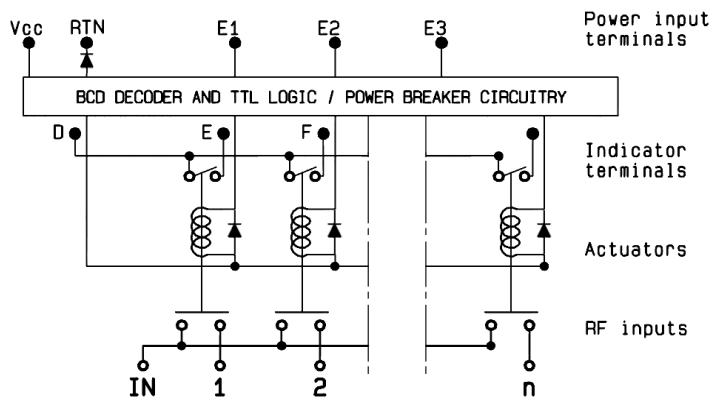 Vcc RTN E1 E2 E3 Power input
terminals
BCD DECODER AND TTL LOGIC / POWER BREAKER CIRCUITRY
D E F Indicator
terminals
Actuators
RF inputs
IN 1 2 n